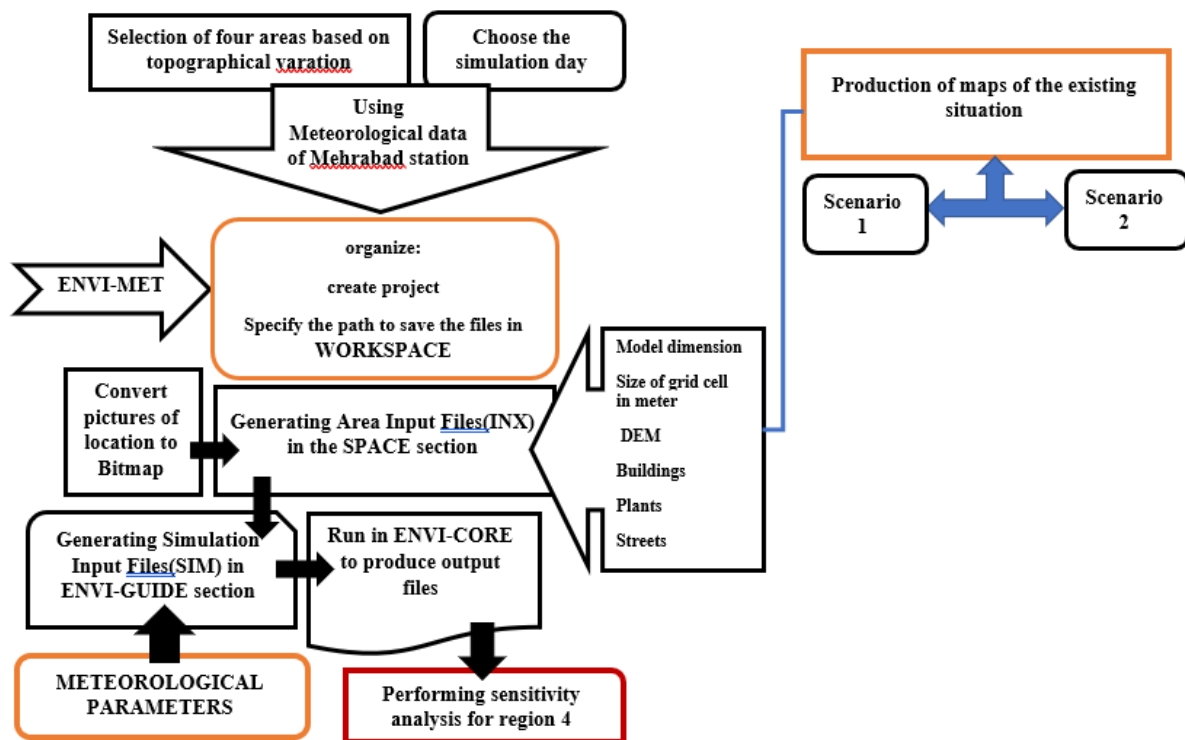 Selection of four areas based on
topographical yaration
Choose the
simulation day
Using
Meteorological data
of Mehrabad station
ENVI-MET
organize:
create project
Specify the path to save the files in
WORKSPACE
Convert
pictures of
location to
Bitmap
Generating Area Input Files(INX)
in the SPACE section
Model dimension
Size of grid cell
in meter
DEM
Buildings
Plants
Streets
Generating Simulation
Input Files(SIM) in
ENVI-GUIDE section
Run in ENVI-CORE
to produce output
files
METEOROLOGICAL
PARAMETERS
Performing sensitivity
analysis for region 4
Production of maps of the existing
situation
Scenario
1
Scenario
2